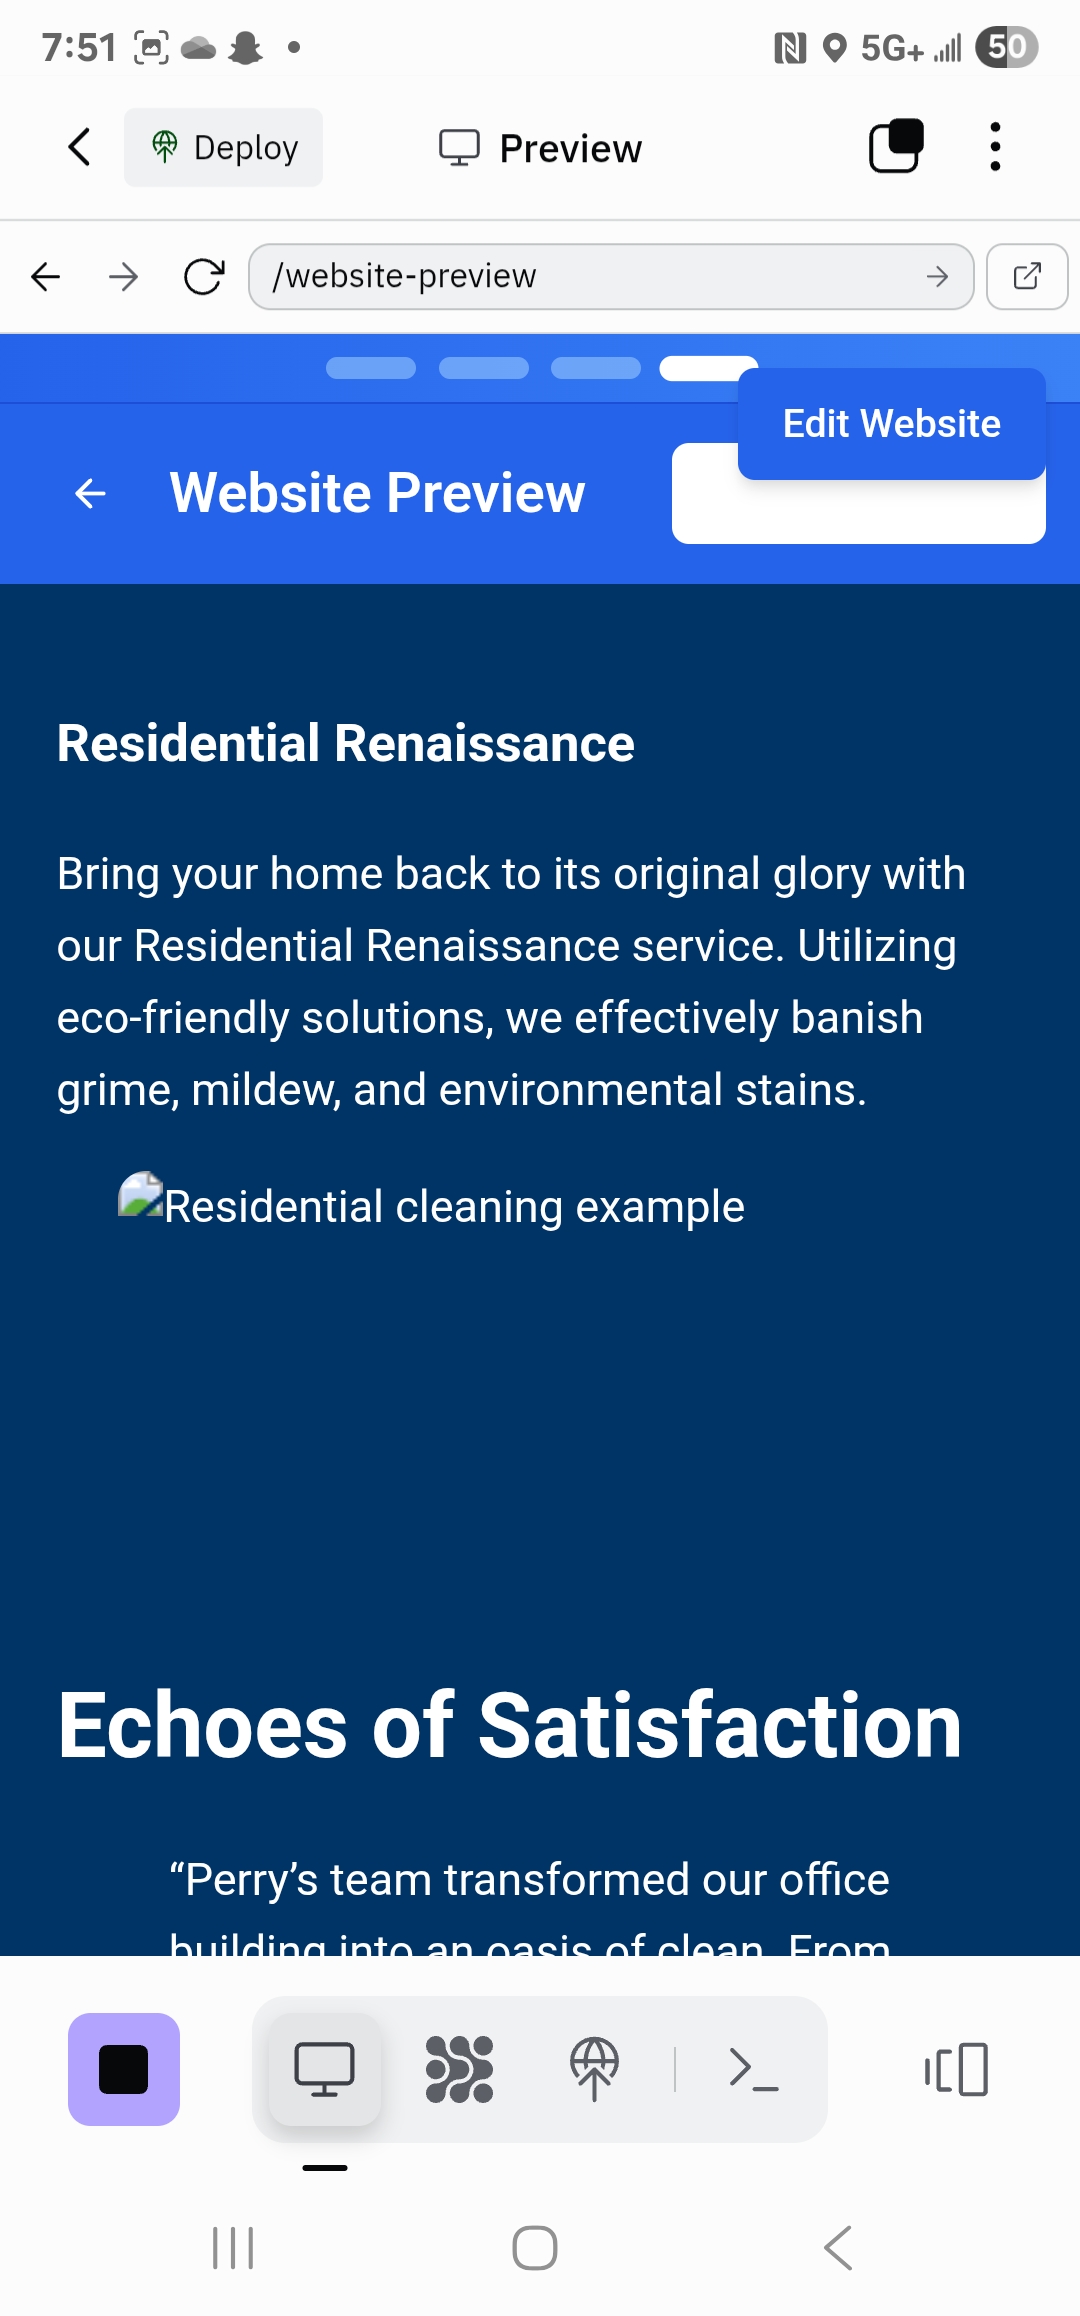 7:51
5G+
50
Deploy
Preview
/website-preview
Edit Website
Website Preview
Residential Renaissance
Bring your home back to its original glory with
our Residential Renaissance service. Utilizing
eco-friendly solutions, we effectively banish
grime, mildew, and environmental stains.
Residential cleaning example
Echoes of Satisfaction
“Perry’s team transformed our office
building into an oasis of clean. From